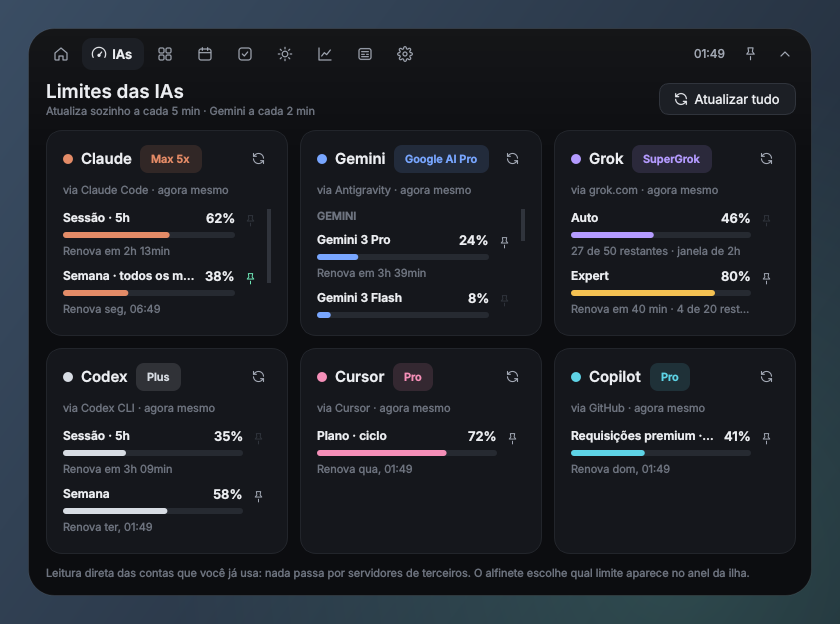 IAs
01:49
Limites das IAs
Atualiza sozinho a cada 5 min · Gemini a cada 2 min
Atualizar tudo
Claude Max 5x
via Claude Code · agora mesmo
Sessão · 5h 62%
Renova em 2h 13min
Semana · todos os m... 38%
Renova seg, 06:49
Gemini Google AI Pro
via Antigravity · agora mesmo
GEMINI
Gemini 3 Pro 24%
Renova em 3h 39min
Gemini 3 Flash 8%
Grok SuperGrok
via grok.com · agora mesmo
Auto 46%
27 de 50 restantes · janela de 2h
Expert 80%
Renova em 40 min · 4 de 20 rest...
Codex Plus
via Codex CLI · agora mesmo
Sessão · 5h 35%
Renova em 3h 09min
Semana 58%
Renova ter, 01:49
Cursor Pro
via Cursor · agora mesmo
Plano · ciclo 72%
Renova qua, 01:49
Copilot Pro
via GitHub · agora mesmo
Requisições premium ·... 41%
Renova dom, 01:49
Leitura direta das contas que você já usa: nada passa por servidores de terceiros. O alfinete escolhe qual limite aparece no anel da ilha.